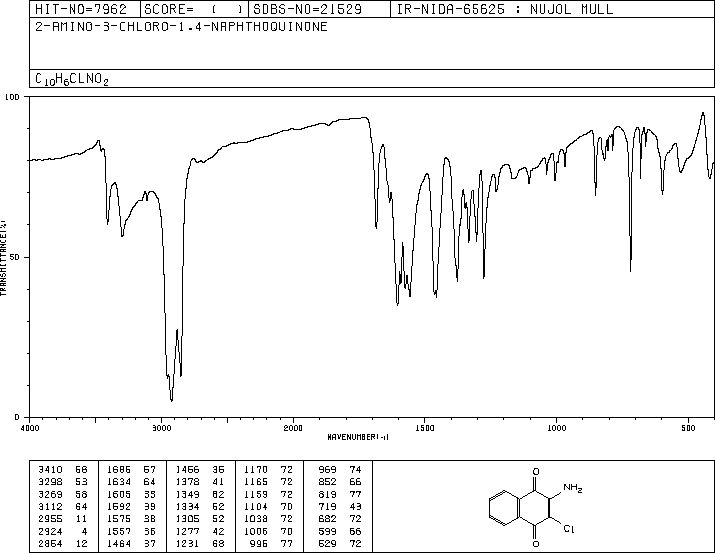 HIT-NO=7962 SCORE= ( ) SDBS-NO=21529 IR-NIDA-65625 : NUJOL MULL
2-AMINO-3-CHLORO-1,4-NAPHTHOQUINONE
C10H6CLNO2
100
50
0
TRANSMITTANCE(%)
4000 3000 2000 1500 1000 500
WAVENUMBER(-1)
3410 58 1686 57 1456 36 1170 72 969 74
3298 53 1634 64 1378 41 1165 72 852 66
3269 58 1605 35 1349 62 1159 72 819 77
3112 64 1592 39 1334 52 1104 70 719 43
2955 11 1575 38 1305 52 1038 72 682 72
2924 4 1557 36 1277 42 1006 70 599 66
2854 12 1464 37 1231 68 996 77 529 72
O
NH2
Cl
O